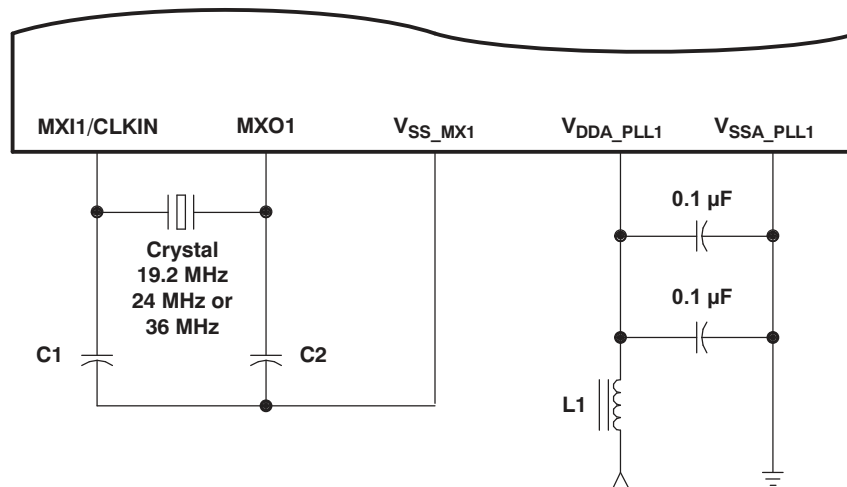 MXI1/CLKIN
MXO1
VSS_MX1
VDDA_PLL1
VSSA_PLL1
0.1 µF
Crystal
19.2 MHz
24 MHz or
36 MHz
0.1 µF
C1
C2
L1